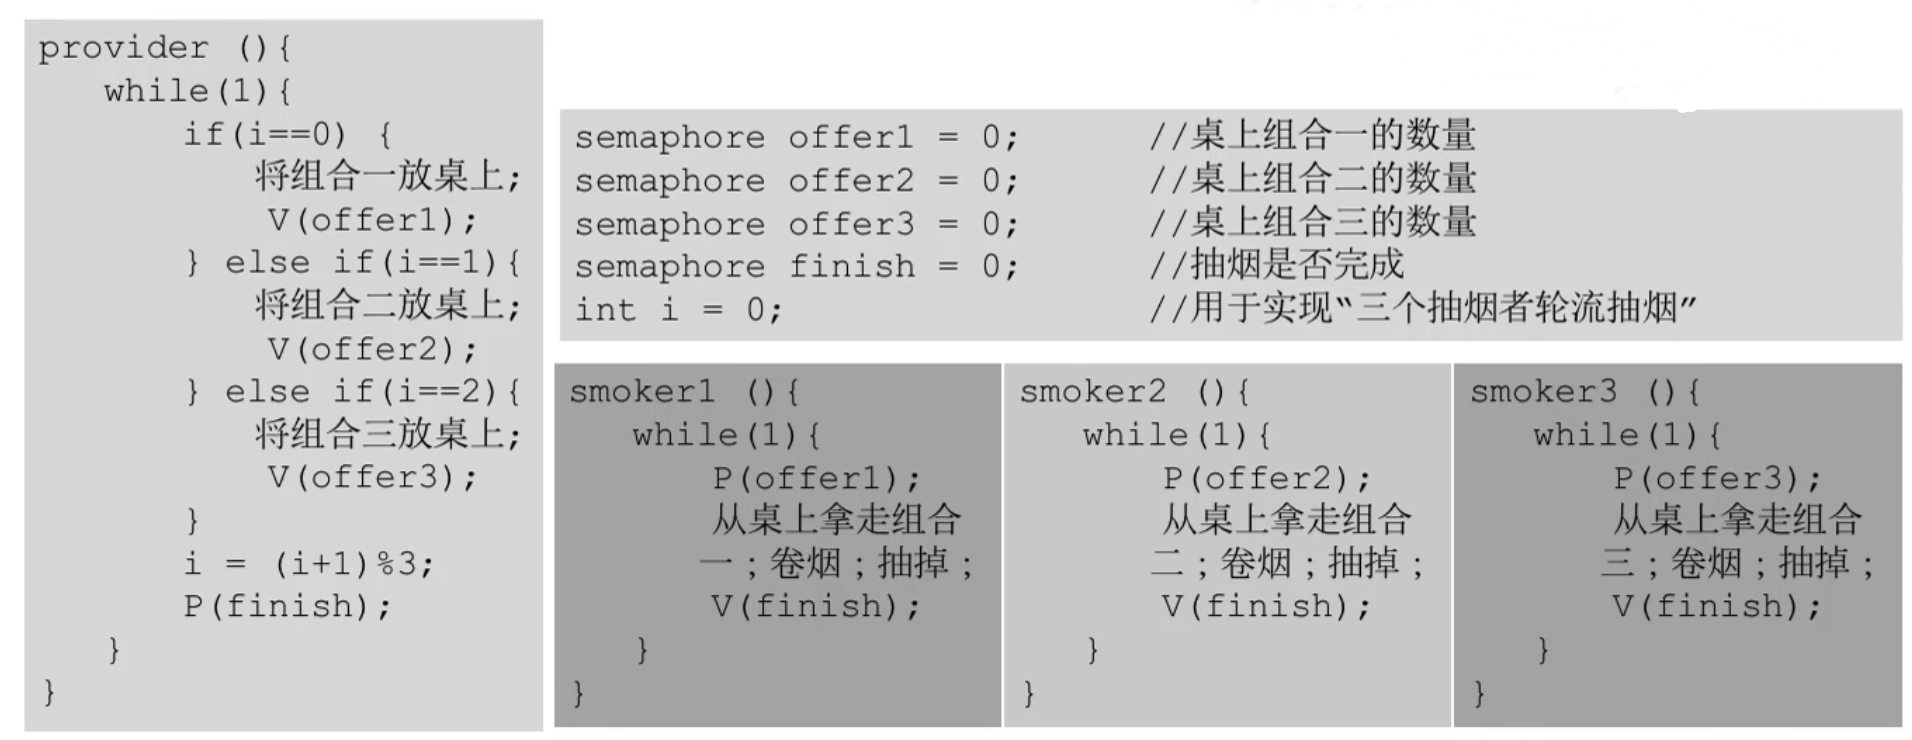 provider (){
while(1){
if(i==0) {
将组合一放桌上;
V(offer1);
} else if(i==1){
将组合二放桌上;
V(offer2);
} else if(i==2){
将组合三放桌上;
V(offer3);
}
i = (i+1)%3;
P(finish);
}
}
semaphore offer1 = 0; //桌上组合一的数量
semaphore offer2 = 0; //桌上组合二的数量
semaphore offer3 = 0; //桌上组合三的数量
semaphore finish = 0; //抽烟是否完成
int i = 0; //用于实现“三个抽烟者轮流抽烟”
smoker1 (){
while(1){
P(offer1);
从桌上拿走组合
一；卷烟；抽掉；
V(finish);
}
}
smoker2 (){
while(1){
P(offer2);
从桌上拿走组合
二；卷烟；抽掉；
V(finish);
}
}
smoker3 (){
while(1){
P(offer3);
从桌上拿走组合
三；卷烟；抽掉；
V(finish);
}
}